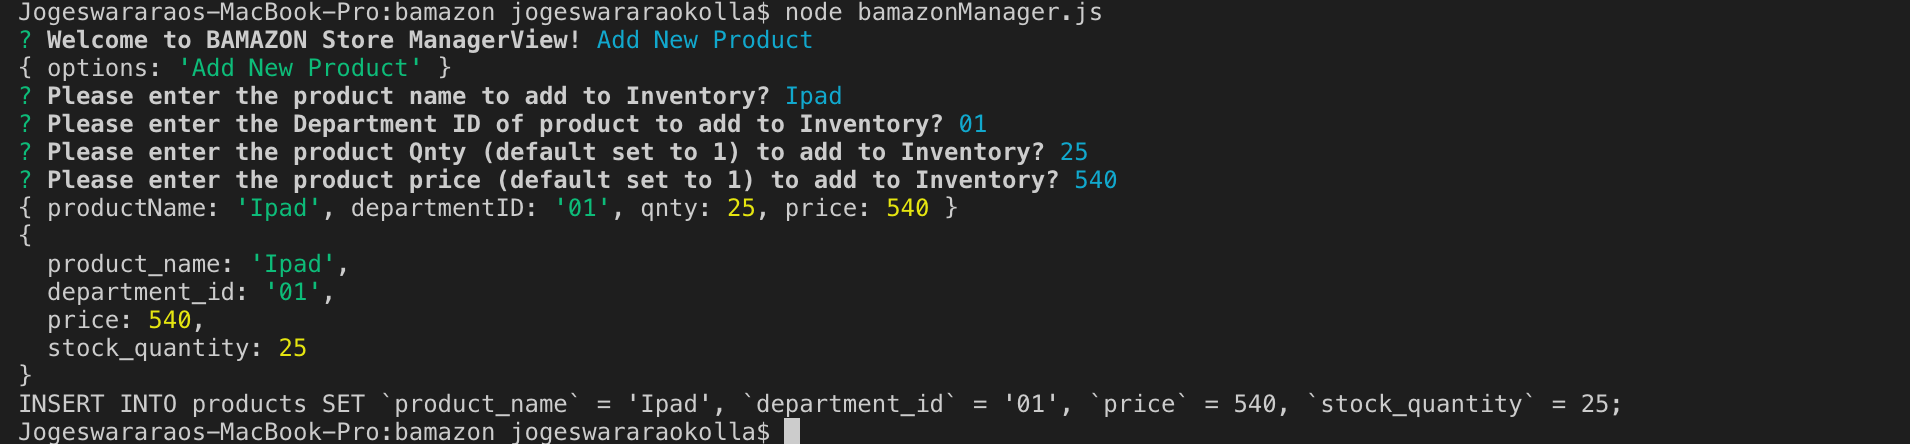 Jogeswararaos-MacBook-Pro:bamazon jogeswararaokolla$ node bamazonManager.js
? Welcome to BAMAZON Store ManagerView! Add New Product
{ options: 'Add New Product' }
? Please enter the product name to add to Inventory? Ipad
? Please enter the Department ID of product to add to Inventory? 01
? Please enter the product Qnty (default set to 1) to add to Inventory? 25
? Please enter the product price (default set to 1) to add to Inventory? 540
{ productName: 'Ipad', departmentID: '01', qnty: 25, price: 540 }
{
  product_name: 'Ipad',
  department_id: '01',
  price: 540,
  stock_quantity: 25
}
INSERT INTO products SET `product_name` = 'Ipad', `department_id` = '01', `price` = 540, `stock_quantity` = 25;
Jogeswararaos-MacBook-Pro:bamazon jogeswararaokolla$